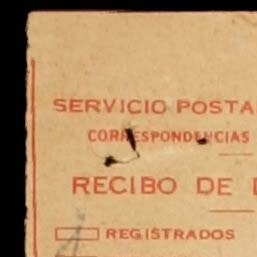 SERVICIO POSTA
CORRESPONDENCIAS
RECIBO DE
REGISTRADOS